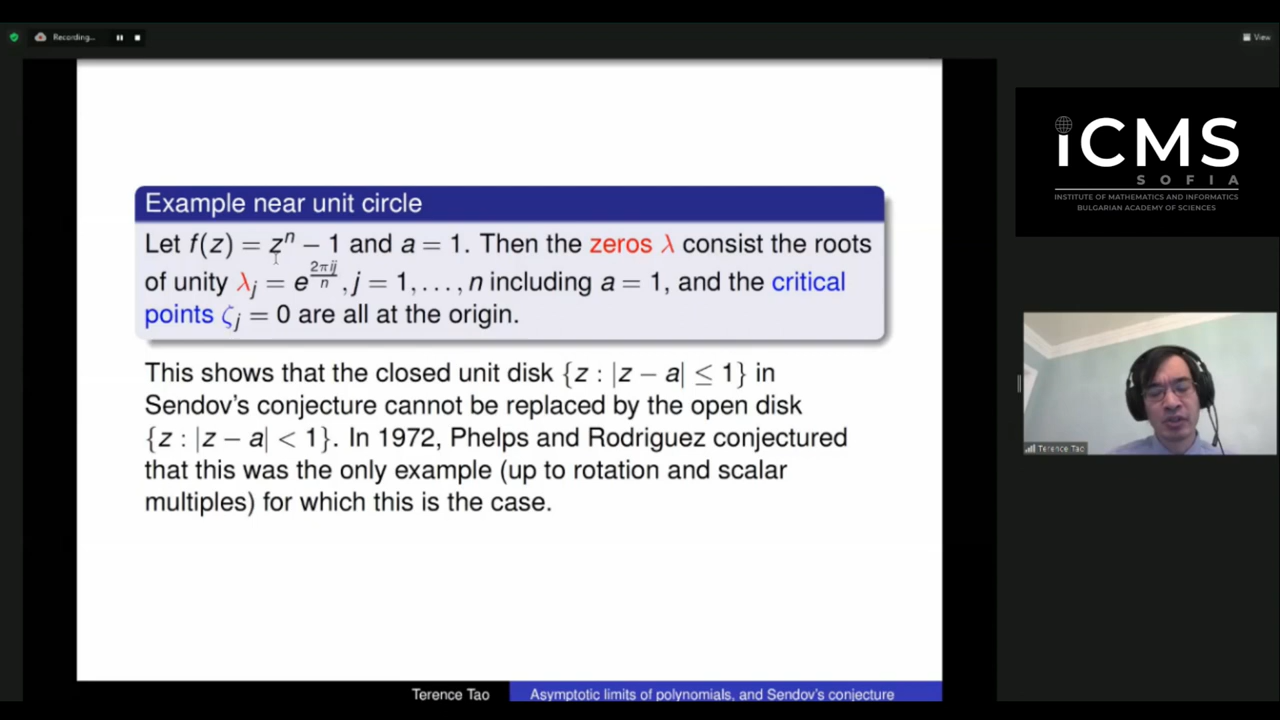 Recording...
View
Example near unit circle
Let f(z) = zⁿ − 1 and a = 1. Then the zeros λ consist the roots
of unity λⱼ = e^{2πij/n}, j = 1, . . . , n including a = 1, and the critical
points ζⱼ = 0 are all at the origin.
This shows that the closed unit disk {z : |z − a| ≤ 1} in
Sendov's conjecture cannot be replaced by the open disk
{z : |z − a| < 1}. In 1972, Phelps and Rodriguez conjectured
that this was the only example (up to rotation and scalar
multiples) for which this is the case.
Terence Tao
Asymptotic limits of polynomials, and Sendov's conjecture
iCMS
SOFIA
INSTITUTE OF MATHEMATICS AND INFORMATICS
BULGARIAN ACADEMY OF SCIENCES
Terence Tao